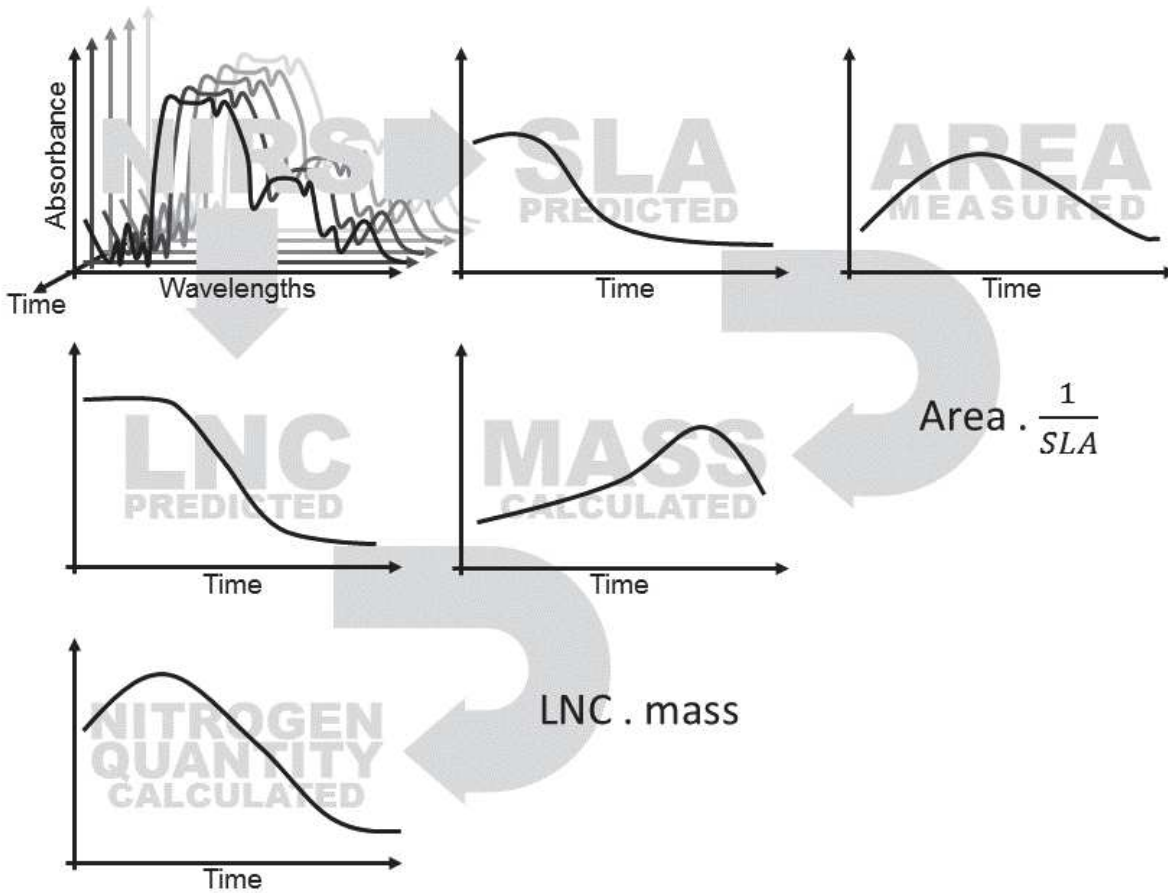 Absorbance
NIRS
Wavelengths
Time
SLA
PREDICTED
Time
AREA
MEASURED
Time
Area . 1/SLA
LNC
PREDICTED
Time
MASS
CALCULATED
Time
LNC . mass
NITROGEN
QUANTITY
CALCULATED
Time